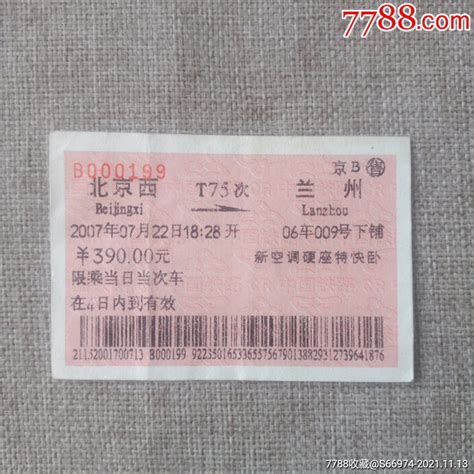 7788.com
B000199
京B 售
北京西 T75次 兰州
Beijingxi Lanzhou
2007年07月22日18:28开 06车009号下铺
￥390.00元 新空调硬座特快卧
限乘当日当次车
在4日内到有效
21152001700713 B000199 92235016533655756790138829312739641876
7788收藏@S66974-2021.11.13